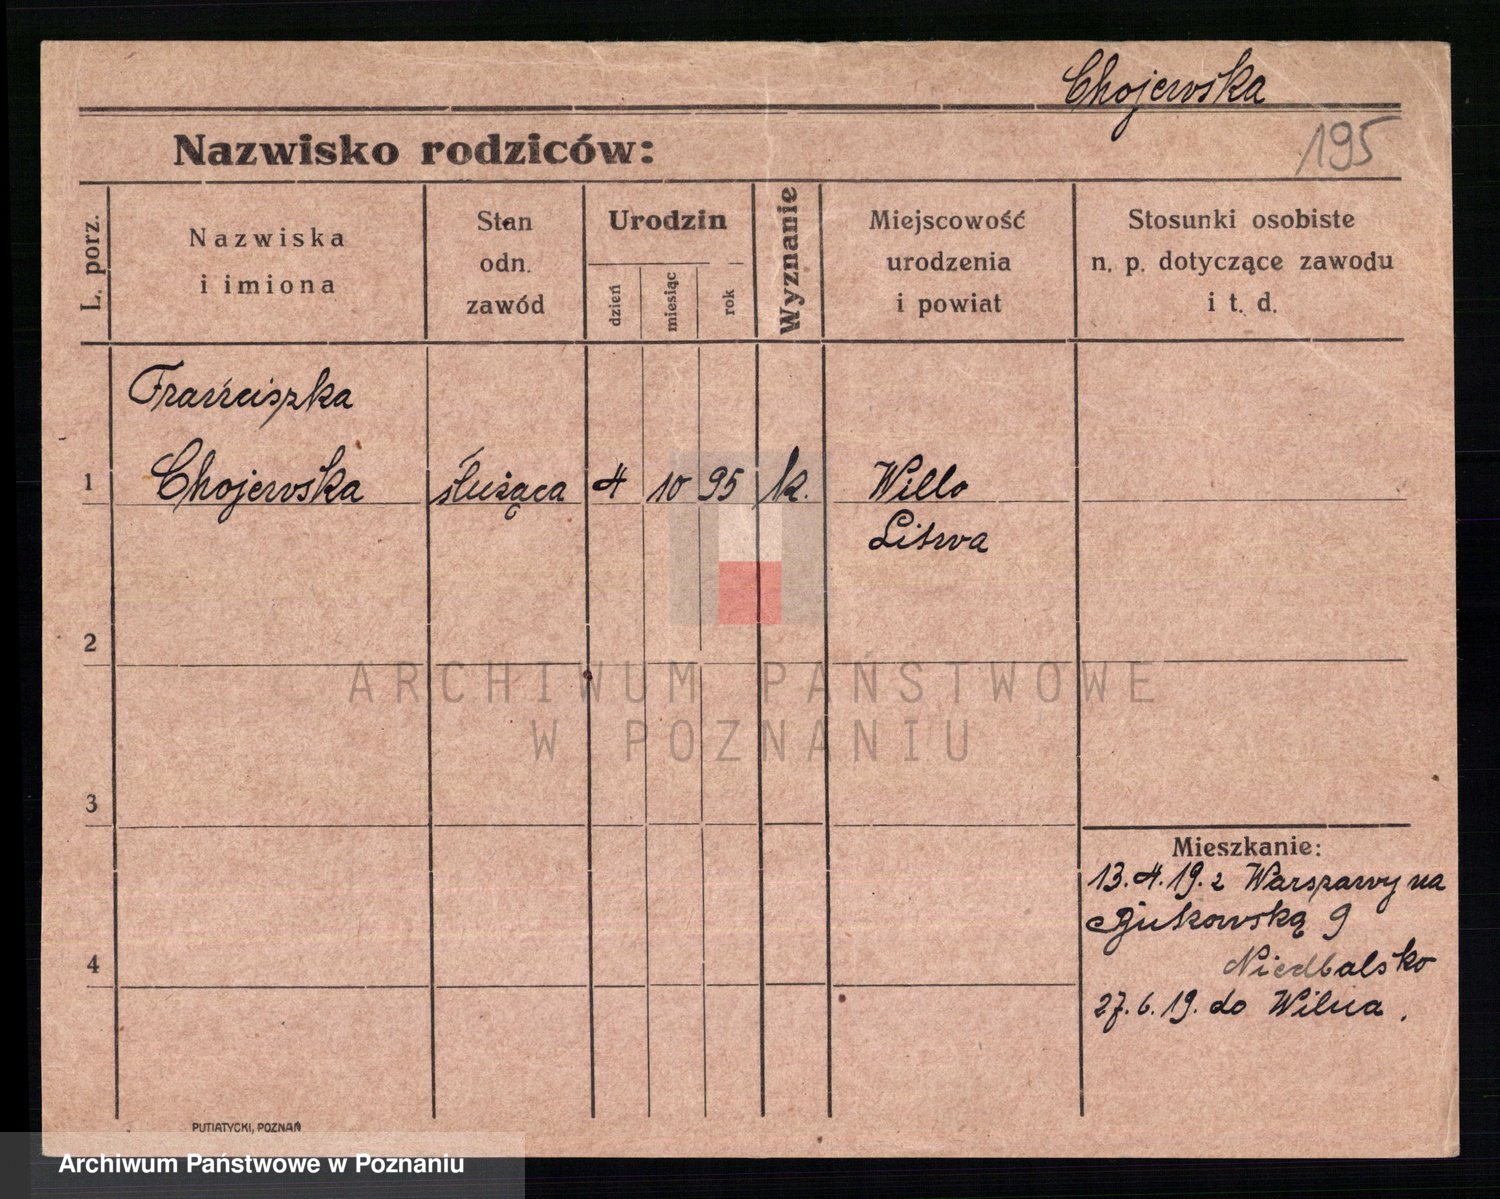 Chojewska
195
Nazwisko rodziców:
L. porz.
Nazwiska
i imiona
Stan
odn.
zawód
Urodzin
dzień
miesiąc
rok
Wyznanie
Miejscowość
urodzenia
i powiat
Stosunki osobiste
n. p. dotyczące zawodu
i t. d.
Franciszka
1 Chojewska służąca 4 10 95 k. Willo
Litwa
2
3
4
Mieszkanie:
13.4.19. z Warszawy na
Bukowską 9
Niedbalsko
27.6.19. do Wilna.
PUTIATYCKI, POZNAŃ
ARCHIWUM PAŃSTWOWE
W POZNANIU
Archiwum Państwowe w Poznaniu